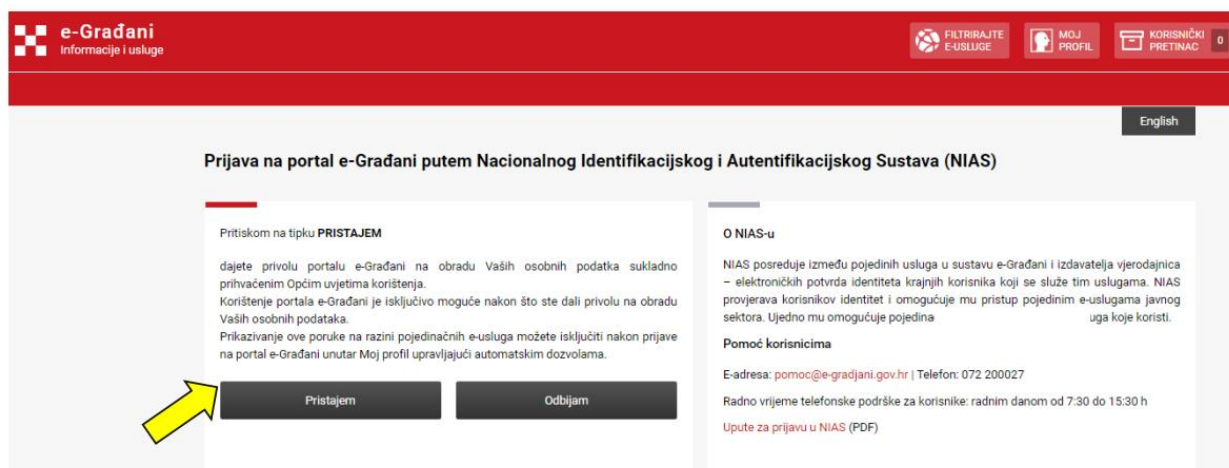 e-Građani
Informacije i usluge
FILTRIRAJTE
E-USLUGE
MOJ
PROFIL
KORISNIČKI
PRETINAC
0
English
Prijava na portal e-Građani putem Nacionalnog Identifikacijskog i Autentifikacijskog Sustava (NIAS)
Pritiskom na tipku PRISTAJEM
dajete privolu portalu e-Građani na obradu Vaših osobnih podatka sukladno
prihvaćenim Općim uvjetima korištenja.
Korištenje portala e-Građani je isključivo moguće nakon što ste dali privolu na obradu
Vaših osobnih podataka.
Prikazivanje ove poruke na razini pojedinačnih e-usluga možete isključiti nakon prijave
na portal e-Građani unutar Moj profil upravljajući automatskim dozvolama.
Pristajem
Odbijam
O NIAS-u
NIAS posreduje između pojedinih usluga u sustavu e-Građani i izdavatelja vjerodajnica
– elektroničkih potvrda identiteta krajnjih korisnika koji se služe tim uslugama. NIAS
provjerava korisnikov identitet i omogućuje mu pristup pojedinim e-uslugama javnog
sektora. Ujedno mu omogućuje pojedina uga koje koristi.
Pomoć korisnicima
E-adresa: pomoc@e-gradjani.gov.hr | Telefon: 072 200027
Radno vrijeme telefonske podrške za korisnike: radnim danom od 7:30 do 15:30 h
Upute za prijavu u NIAS (PDF)